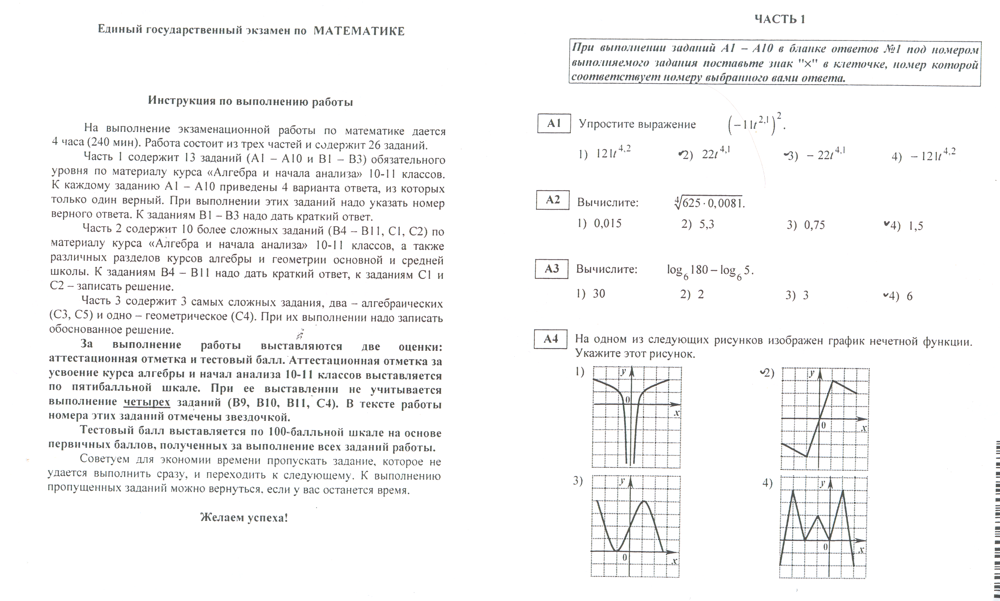 Единый государственный экзамен по МАТЕМАТИКЕ
Инструкция по выполнению работы
На выполнение экзаменационной работы по математике дается
4 часа (240 мин). Работа состоит из трех частей и содержит 26 заданий.
Часть 1 содержит 13 заданий (А1 – А10 и В1 – В3) обязательного
уровня по материалу курса «Алгебра и начала анализа» 10-11 классов.
К каждому заданию А1 – А10 приведены 4 варианта ответа, из которых
только один верный. При выполнении этих заданий надо указать номер
верного ответа. К заданиям В1 – В3 надо дать краткий ответ.
Часть 2 содержит 10 более сложных заданий (В4 – В11, С1, С2) по
материалу курса «Алгебра и начала анализа» 10-11 классов, а также
различных разделов курсов алгебры и геометрии основной и средней
школы. К заданиям В4 – В11 надо дать краткий ответ, к заданиям С1 и
С2 – записать решение.
Часть 3 содержит 3 самых сложных задания, два – алгебраических
(С3, С5) и одно – геометрическое (С4). При их выполнении надо записать
обоснованное решение.
За выполнение работы выставляются две оценки:
аттестационная отметка и тестовый балл. Аттестационная отметка за
усвоение курса алгебры и начал анализа 10-11 классов выставляется
по пятибалльной шкале. При ее выставлении не учитывается
выполнение четырех заданий (В9, В10, В11, С4). В тексте работы
номера этих заданий отмечены звездочкой.
Тестовый балл выставляется по 100-балльной шкале на основе
первичных баллов, полученных за выполнение всех заданий работы.
Советуем для экономии времени пропускать задание, которое не
удается выполнить сразу, и переходить к следующему. К выполнению
пропущенных заданий можно вернуться, если у вас останется время.
Желаем успеха!
ЧАСТЬ 1
При выполнении заданий А1 – А10 в бланке ответов №1 под номером
выполняемого задания поставьте знак "×" в клеточке, номер которой
соответствует номеру выбранного вами ответа.
А1 Упростите выражение (−11t^2,1)^2.
1) 121t^4,2 2) 22t^4,1 3) − 22t^4,1 4) − 121t^4,2
А2 Вычислите: ∜625·0,0081.
1) 0,015 2) 5,3 3) 0,75 4) 1,5
А3 Вычислите: log₆180 – log₆5.
1) 30 2) 2 3) 3 4) 6
А4 На одном из следующих рисунков изображен график нечетной функции.
Укажите этот рисунок.
1) y 0 x
2) y 0 x
3) y 0 x
4) y 0 x